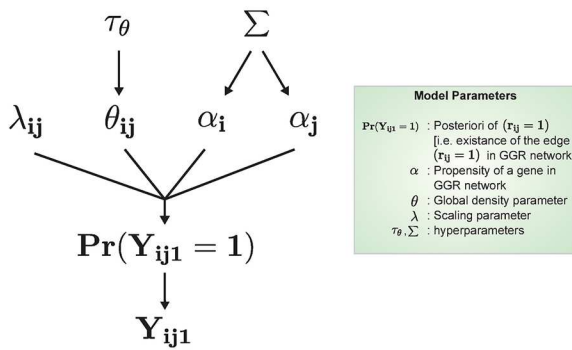 τ_θ Σ
λ_ij θ_ij α_i α_j
Pr(Y_ij1 = 1)
Y_ij1
Model Parameters
Pr(Y_ij1 = 1) : Posteriori of (r_ij = 1)
[i.e. existance of the edge
(r_ij = 1) in GGR network
α : Propensity of a gene in
GGR network
θ : Global density parameter
λ : Scaling parameter
τ_θ , Σ : hyperparameters